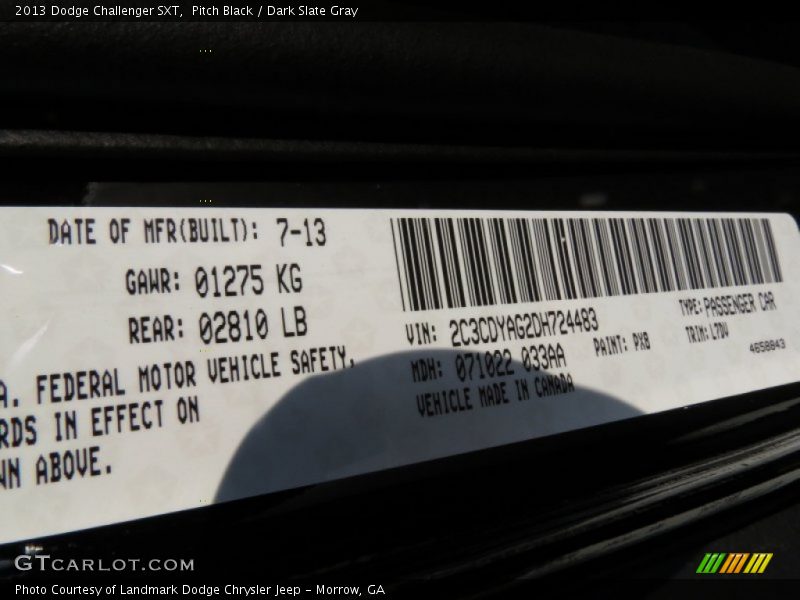 2013 Dodge Challenger SXT,  Pitch Black / Dark Slate Gray
DATE OF MFR(BUILT): 7-13
GAWR: 01275 KG
REAR: 02810 LB
A. FEDERAL MOTOR VEHICLE SAFETY,
RDS IN EFFECT ON
WN ABOVE.
VIN: 2C3CDYAG2DH724483
TYPE: PASSENGER CAR
MDH: 071022 033AA
PAINT: PX8
TRIM: L7DV
VEHICLE MADE IN CANADA
4658843
GTCARLOT.COM
Photo Courtesy of Landmark Dodge Chrysler Jeep - Morrow, GA